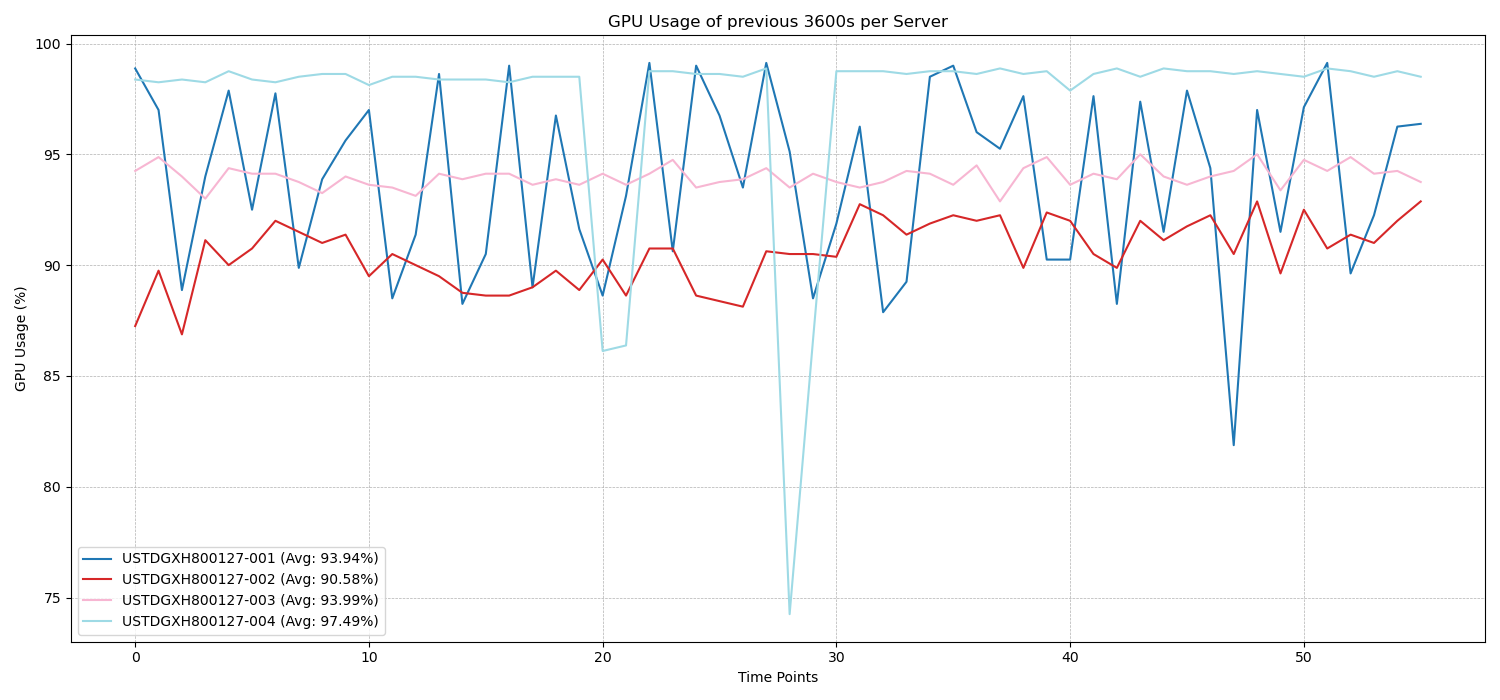 GPU Usage of previous 3600s per Server
100
95
90
85
80
75
GPU Usage (%)
USTDGXH800127-001 (Avg: 93.94%)
USTDGXH800127-002 (Avg: 90.58%)
USTDGXH800127-003 (Avg: 93.99%)
USTDGXH800127-004 (Avg: 97.49%)
0 10 20 30 40 50
Time Points